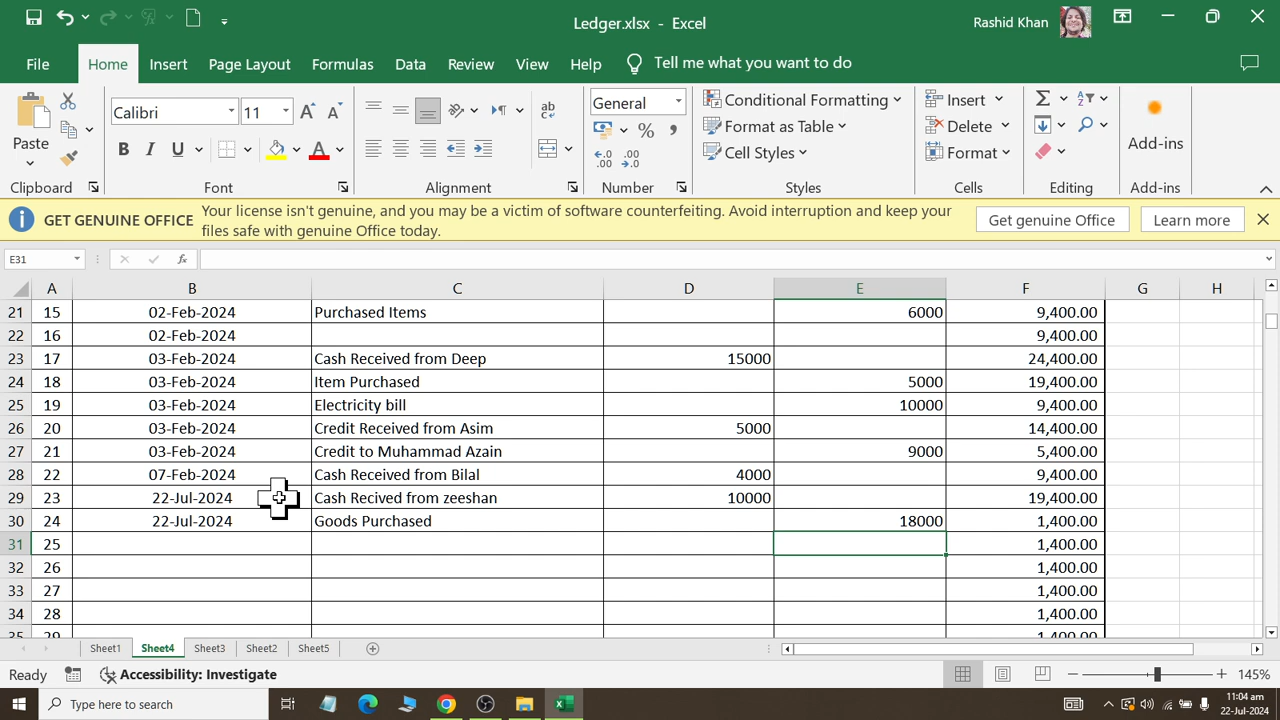 Ledger.xlsx - Excel
Rashid Khan
File Home Insert Page Layout Formulas Data Review View Help Tell me what you want to do
Calibri 11 General
Paste
Conditional Formatting
Format as Table
Cell Styles
Insert
Delete
Format
Add-ins
Clipboard Font Alignment Number Styles Cells Editing Add-ins
GET GENUINE OFFICE Your license isn't genuine, and you may be a victim of software counterfeiting. Avoid interruption and keep your
files safe with genuine Office today.
Get genuine Office Learn more
E31 fx
A B C D E F G H
21 15 02-Feb-2024 Purchased Items 6000 9,400.00
22 16 02-Feb-2024 9,400.00
23 17 03-Feb-2024 Cash Received from Deep 15000 24,400.00
24 18 03-Feb-2024 Item Purchased 5000 19,400.00
25 19 03-Feb-2024 Electricity bill 10000 9,400.00
26 20 03-Feb-2024 Credit Received from Asim 5000 14,400.00
27 21 03-Feb-2024 Credit to Muhammad Azain 9000 5,400.00
28 22 07-Feb-2024 Cash Received from Bilal 4000 9,400.00
29 23 22-Jul-2024 Cash Recived from zeeshan 10000 19,400.00
30 24 22-Jul-2024 Goods Purchased 18000 1,400.00
31 25 1,400.00
32 26 1,400.00
33 27 1,400.00
34 28 1,400.00
35 29 1,400.00
Sheet1 Sheet4 Sheet3 Sheet2 Sheet5
Ready Accessibility: Investigate 145%
Type here to search
11:04 am
22-Jul-2024